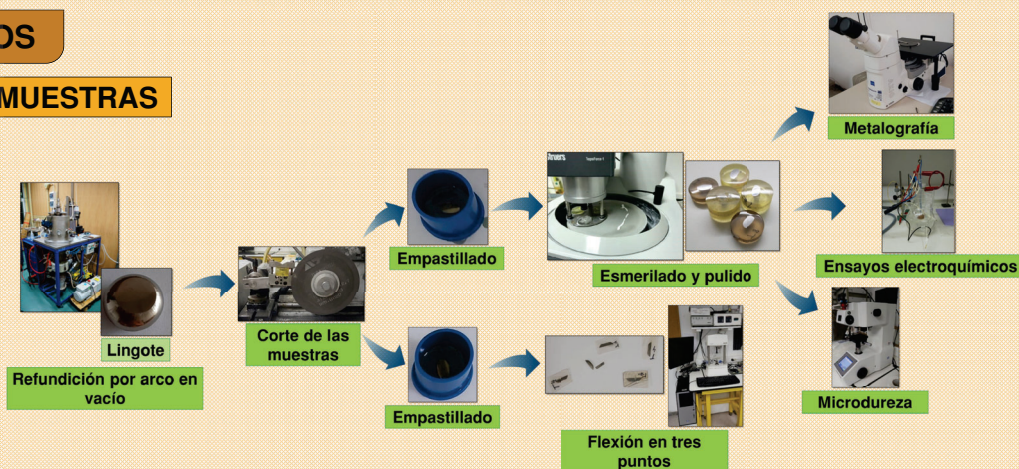 OS
MUESTRAS
Lingote
Refundición por arco en
vacío
Corte de las
muestras
Empastillado
Empastillado
Esmerilado y pulido
Flexión en tres
puntos
Metalografía
Ensayos electroquímicos
Microdureza